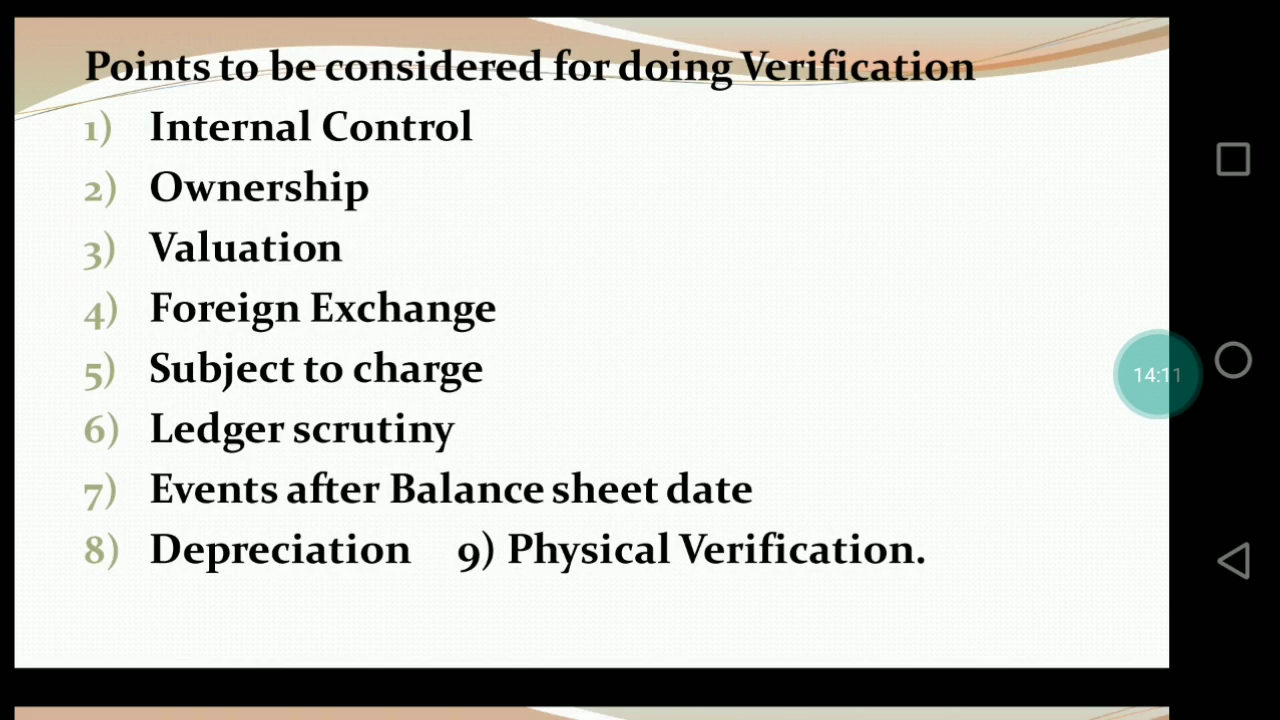 Points to be considered for doing Verification
1) Internal Control
2) Ownership
3) Valuation
4) Foreign Exchange
5) Subject to charge
6) Ledger scrutiny
7) Events after Balance sheet date
8) Depreciation 9) Physical Verification.
14:11